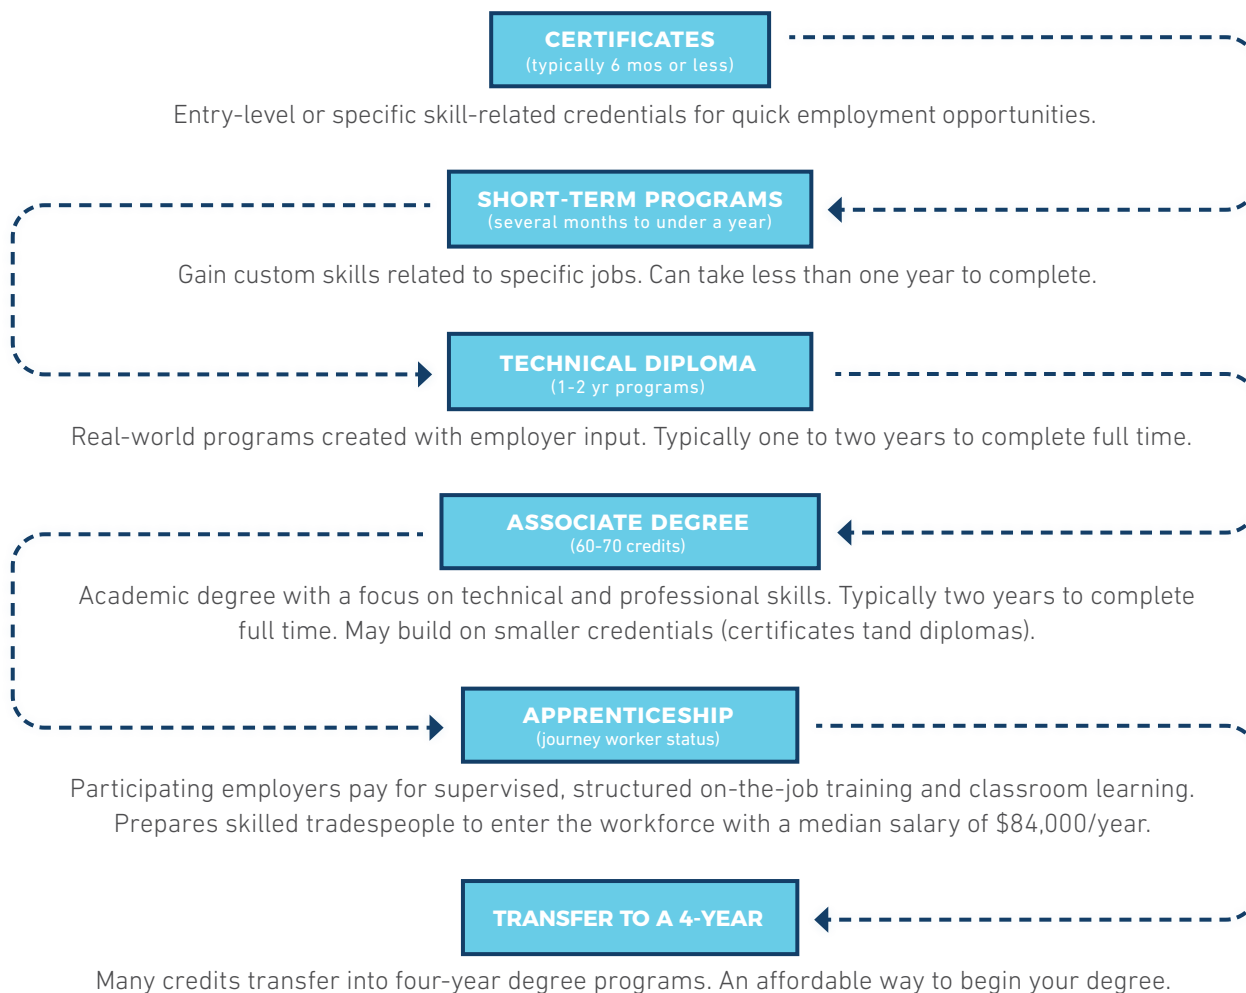 CERTIFICATES
(typically 6 mos or less)
Entry-level or specific skill-related credentials for quick employment opportunities.
SHORT-TERM PROGRAMS
(several months to under a year)
Gain custom skills related to specific jobs. Can take less than one year to complete.
TECHNICAL DIPLOMA
(1-2 yr programs)
Real-world programs created with employer input. Typically one to two years to complete full time.
ASSOCIATE DEGREE
(60-70 credits)
Academic degree with a focus on technical and professional skills. Typically two years to complete
full time. May build on smaller credentials (certificates tand diplomas).
APPRENTICESHIP
(journey worker status)
Participating employers pay for supervised, structured on-the-job training and classroom learning.
Prepares skilled tradespeople to enter the workforce with a median salary of $84,000/year.
TRANSFER TO A 4-YEAR
Many credits transfer into four-year degree programs. An affordable way to begin your degree.